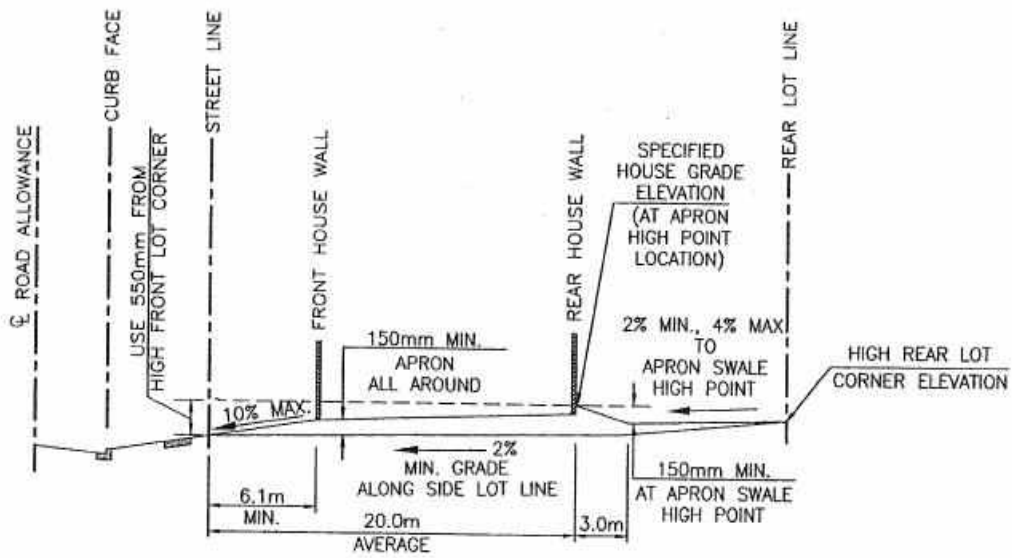 ℄ ROAD ALLOWANCE
CURB FACE
USE 550mm FROM
HIGH FRONT LOT CORNER
STREET LINE
FRONT HOUSE WALL
REAR HOUSE WALL
REAR LOT LINE
SPECIFIED
HOUSE GRADE
ELEVATION
(AT APRON
HIGH POINT
LOCATION)
150mm MIN.
APRON
ALL AROUND
2% MIN., 4% MAX
TO
APRON SWALE
HIGH POINT
HIGH REAR LOT
CORNER ELEVATION
10% MAX.
2%
MIN. GRADE
ALONG SIDE LOT LINE
150mm MIN.
AT APRON SWALE
HIGH POINT
6.1m
MIN.
20.0m
AVERAGE
3.0m